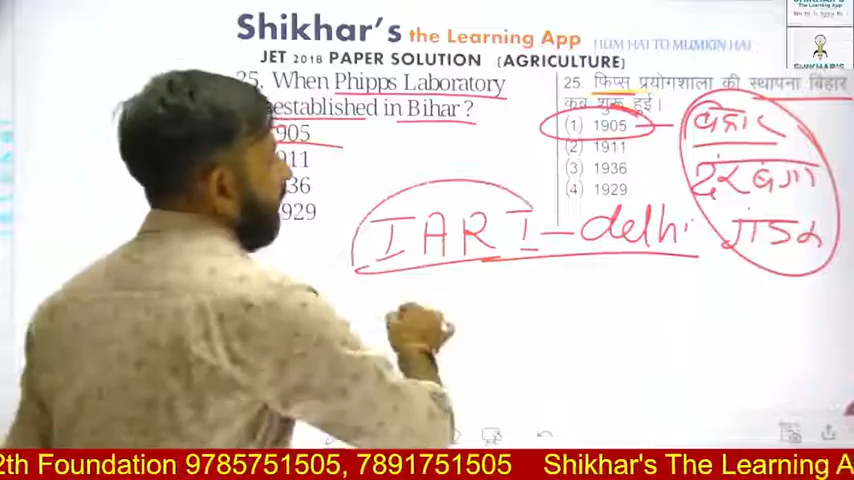 Shikhar's the Learning App
HUM HAI TO MUMKIN HAI
JET 2018 PAPER SOLUTION (AGRICULTURE)
SHIKHAR'S
25. When Phipps Laboratory
established in Bihar?
905
911
36
929
25. फिप्स प्रयोगशाला की स्थापना बिहार
कब शुरू हुई।
(1) 1905
(2) 1911
(3) 1936
(4) 1929
IARI - delhi
2th Foundation 9785751505, 7891751505 Shikhar's The Learning A